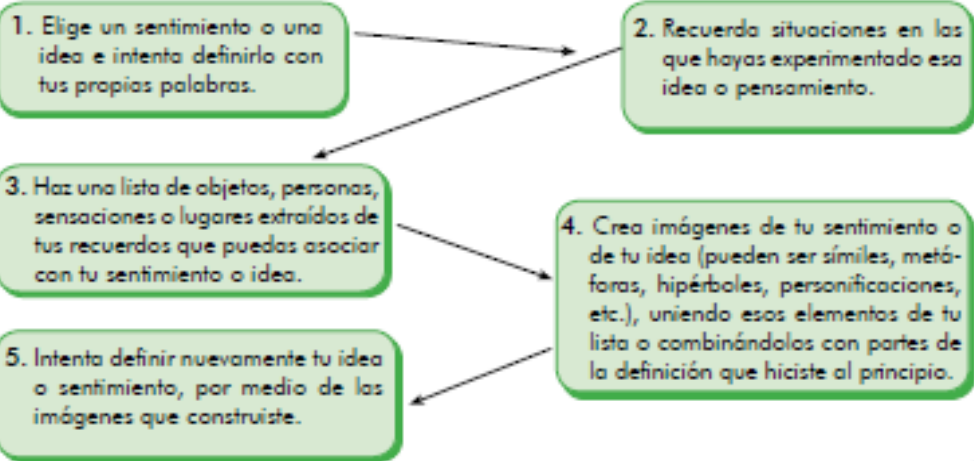 1. Elige un sentimiento o una
idea e intenta definirlo con
tus propias palabras.
2. Recuerda situaciones en las
que hayas experimentado esa
idea o pensamiento.
3. Haz una lista de objetos, personas,
sensaciones o lugares extraídos de
tus recuerdos que puedas asociar
con tu sentimiento o idea.
4. Crea imágenes de tu sentimiento o
de tu idea (pueden ser símiles, metá-
foras, hipérboles, personificaciones,
etc.), uniendo esos elementos de tu
lista o combinándolos con partes de
la definición que hiciste al principio.
5. Intenta definir nuevamente tu idea
o sentimiento, por medio de las
imágenes que construiste.